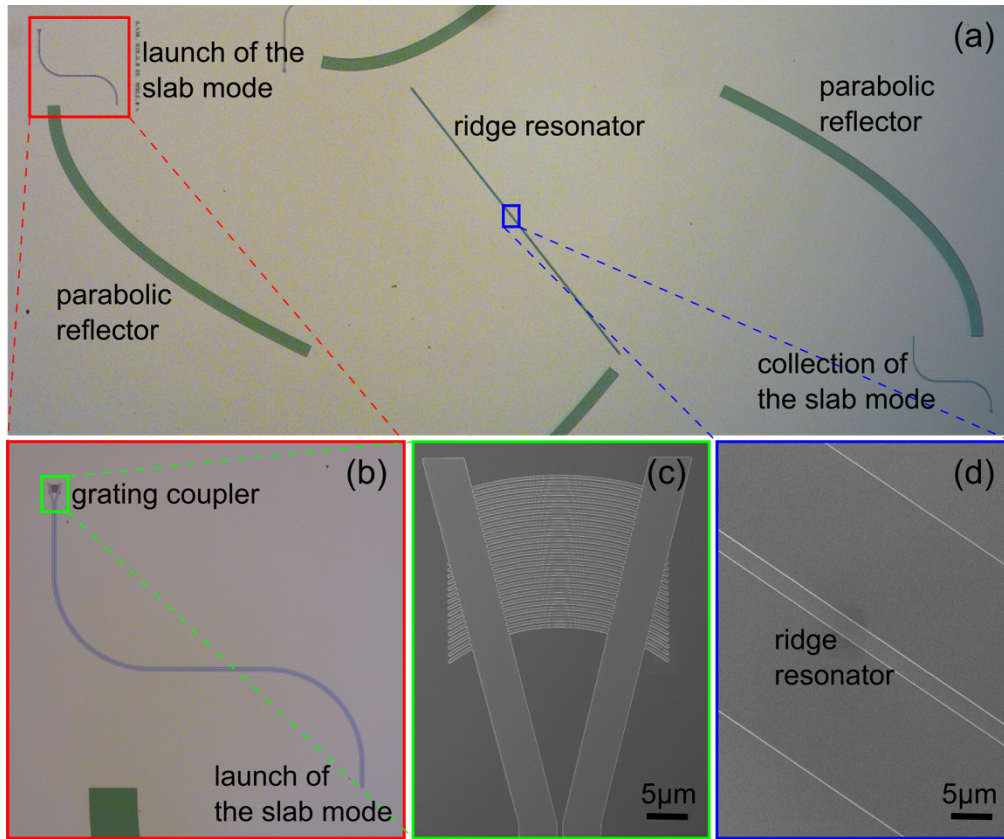 (a)
launch of the
slab mode
ridge resonator
parabolic
reflector
parabolic
reflector
collection of
the slab mode
(b)
grating coupler
launch of
the slab mode
(c)
5μm
(d)
ridge
resonator
5μm